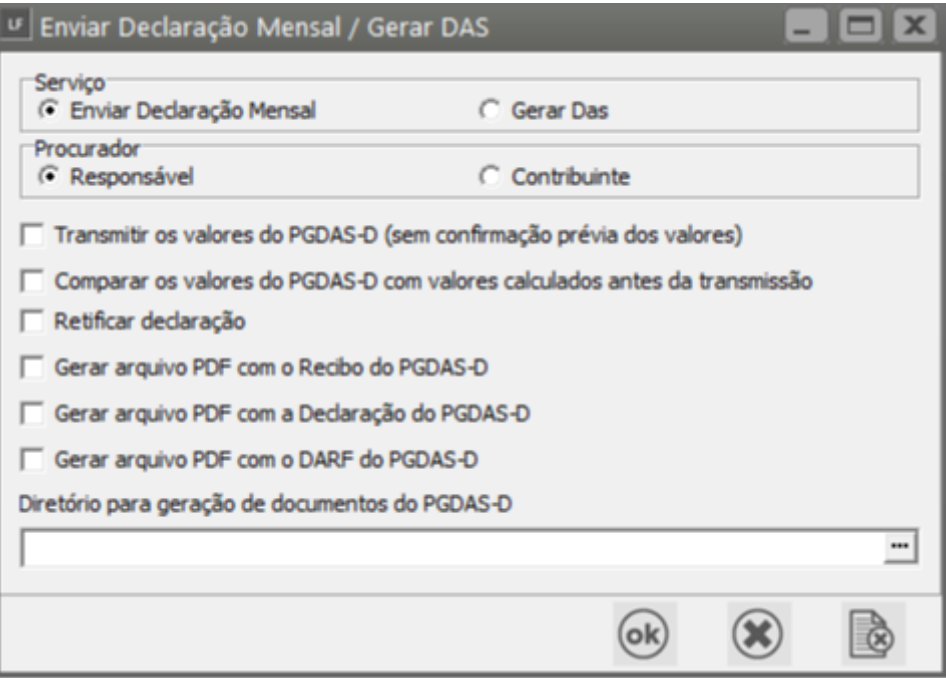 LF Enviar Declaração Mensal / Gerar DAS
Serviço
Enviar Declaração Mensal Gerar Das
Procurador
Responsável Contribuinte
Transmitir os valores do PGDAS-D (sem confirmação prévia dos valores)
Comparar os valores do PGDAS-D com valores calculados antes da transmissão
Retificar declaração
Gerar arquivo PDF com o Recibo do PGDAS-D
Gerar arquivo PDF com a Declaração do PGDAS-D
Gerar arquivo PDF com o DARF do PGDAS-D
Diretório para geração de documentos do PGDAS-D
...
ok